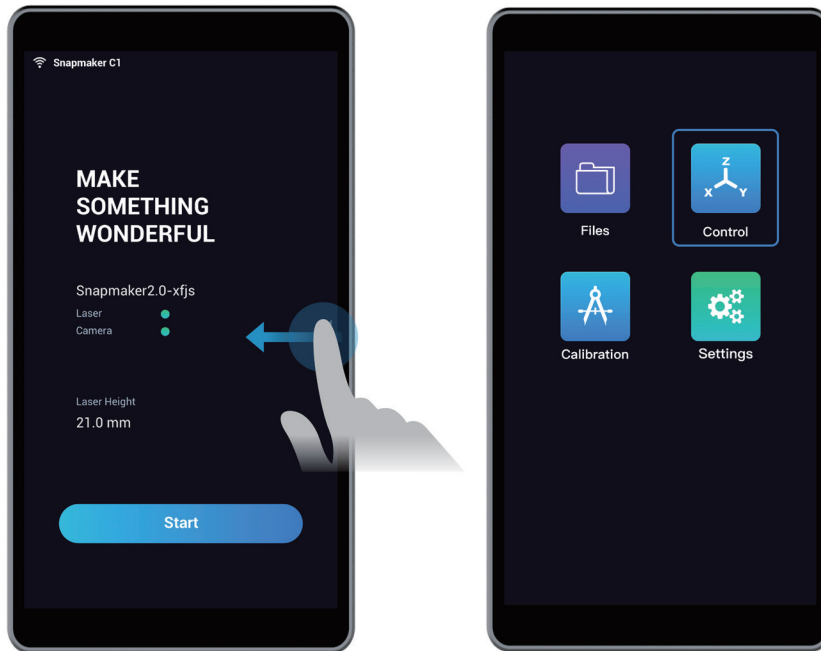 Snapmaker C1
MAKE
SOMETHING
WONDERFUL
Snapmaker2.0-xfjs
Laser
Camera
Laser Height
21.0 mm
Start
Z
X Y
Files
Control
Calibration
Settings